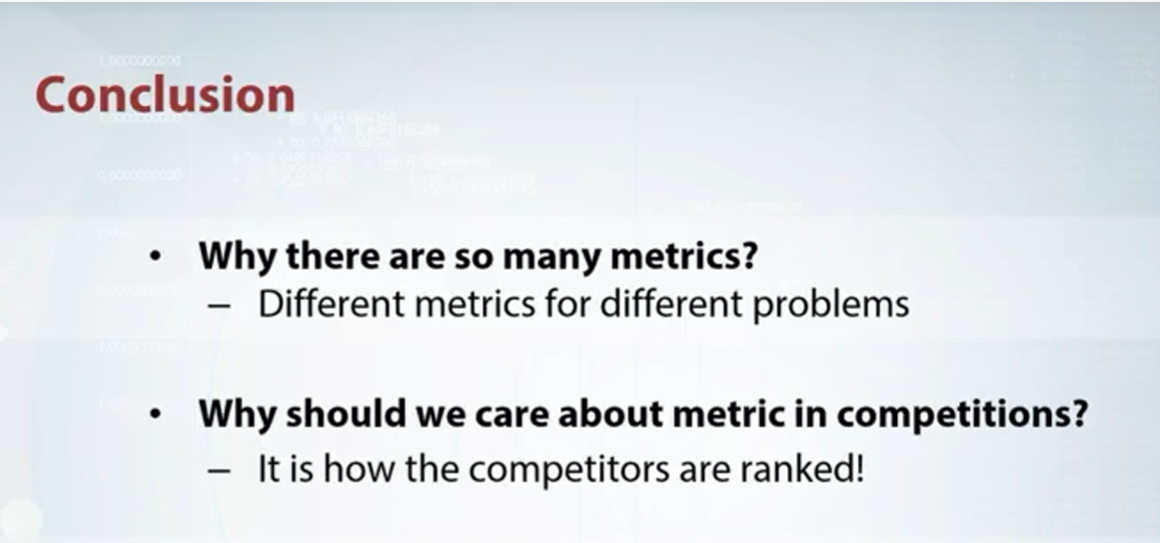 Conclusion
• Why there are so many metrics?
– Different metrics for different problems
• Why should we care about metric in competitions?
– It is how the competitors are ranked!